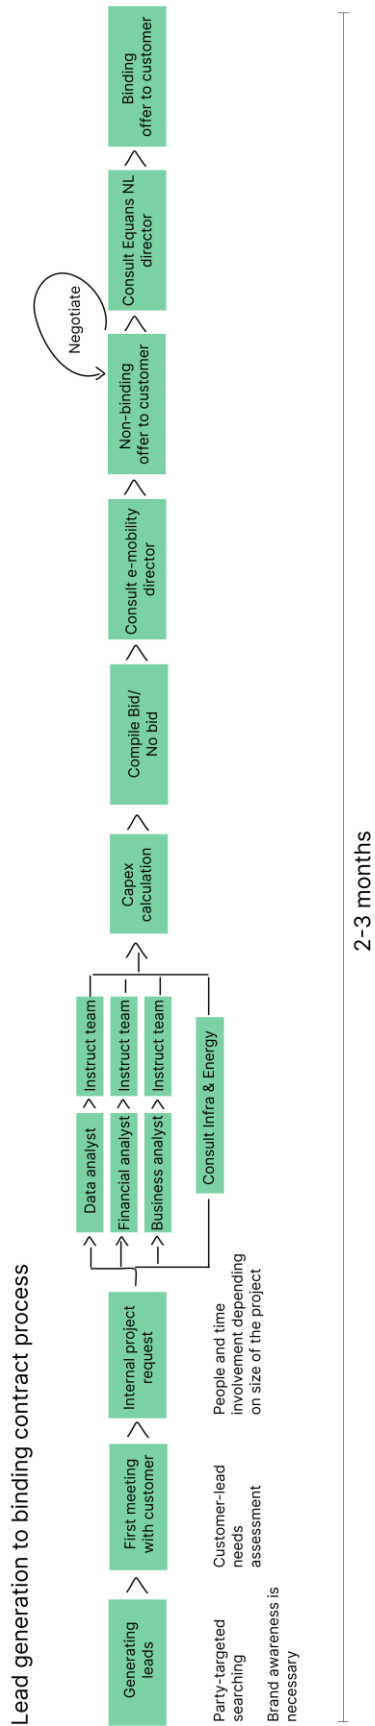 Lead generation to binding contract process
Generating
leads
First meeting
with customer
Internal project
request
Data analyst
Instruct team
Financial analyst
Instruct team
Business analyst
Instruct team
Consult Infra & Energy
Capex
calculation
Compile Bid/
No bid
Consult e-mobility
director
Non-binding
offer to customer
Negotiate
Consult Equans NL
director
Binding
offer to customer
Party-targeted
searching
Brand awareness is
necessary
Customer-lead
needs
assessment
People and time
involvement depending
on size of the project
2-3 months